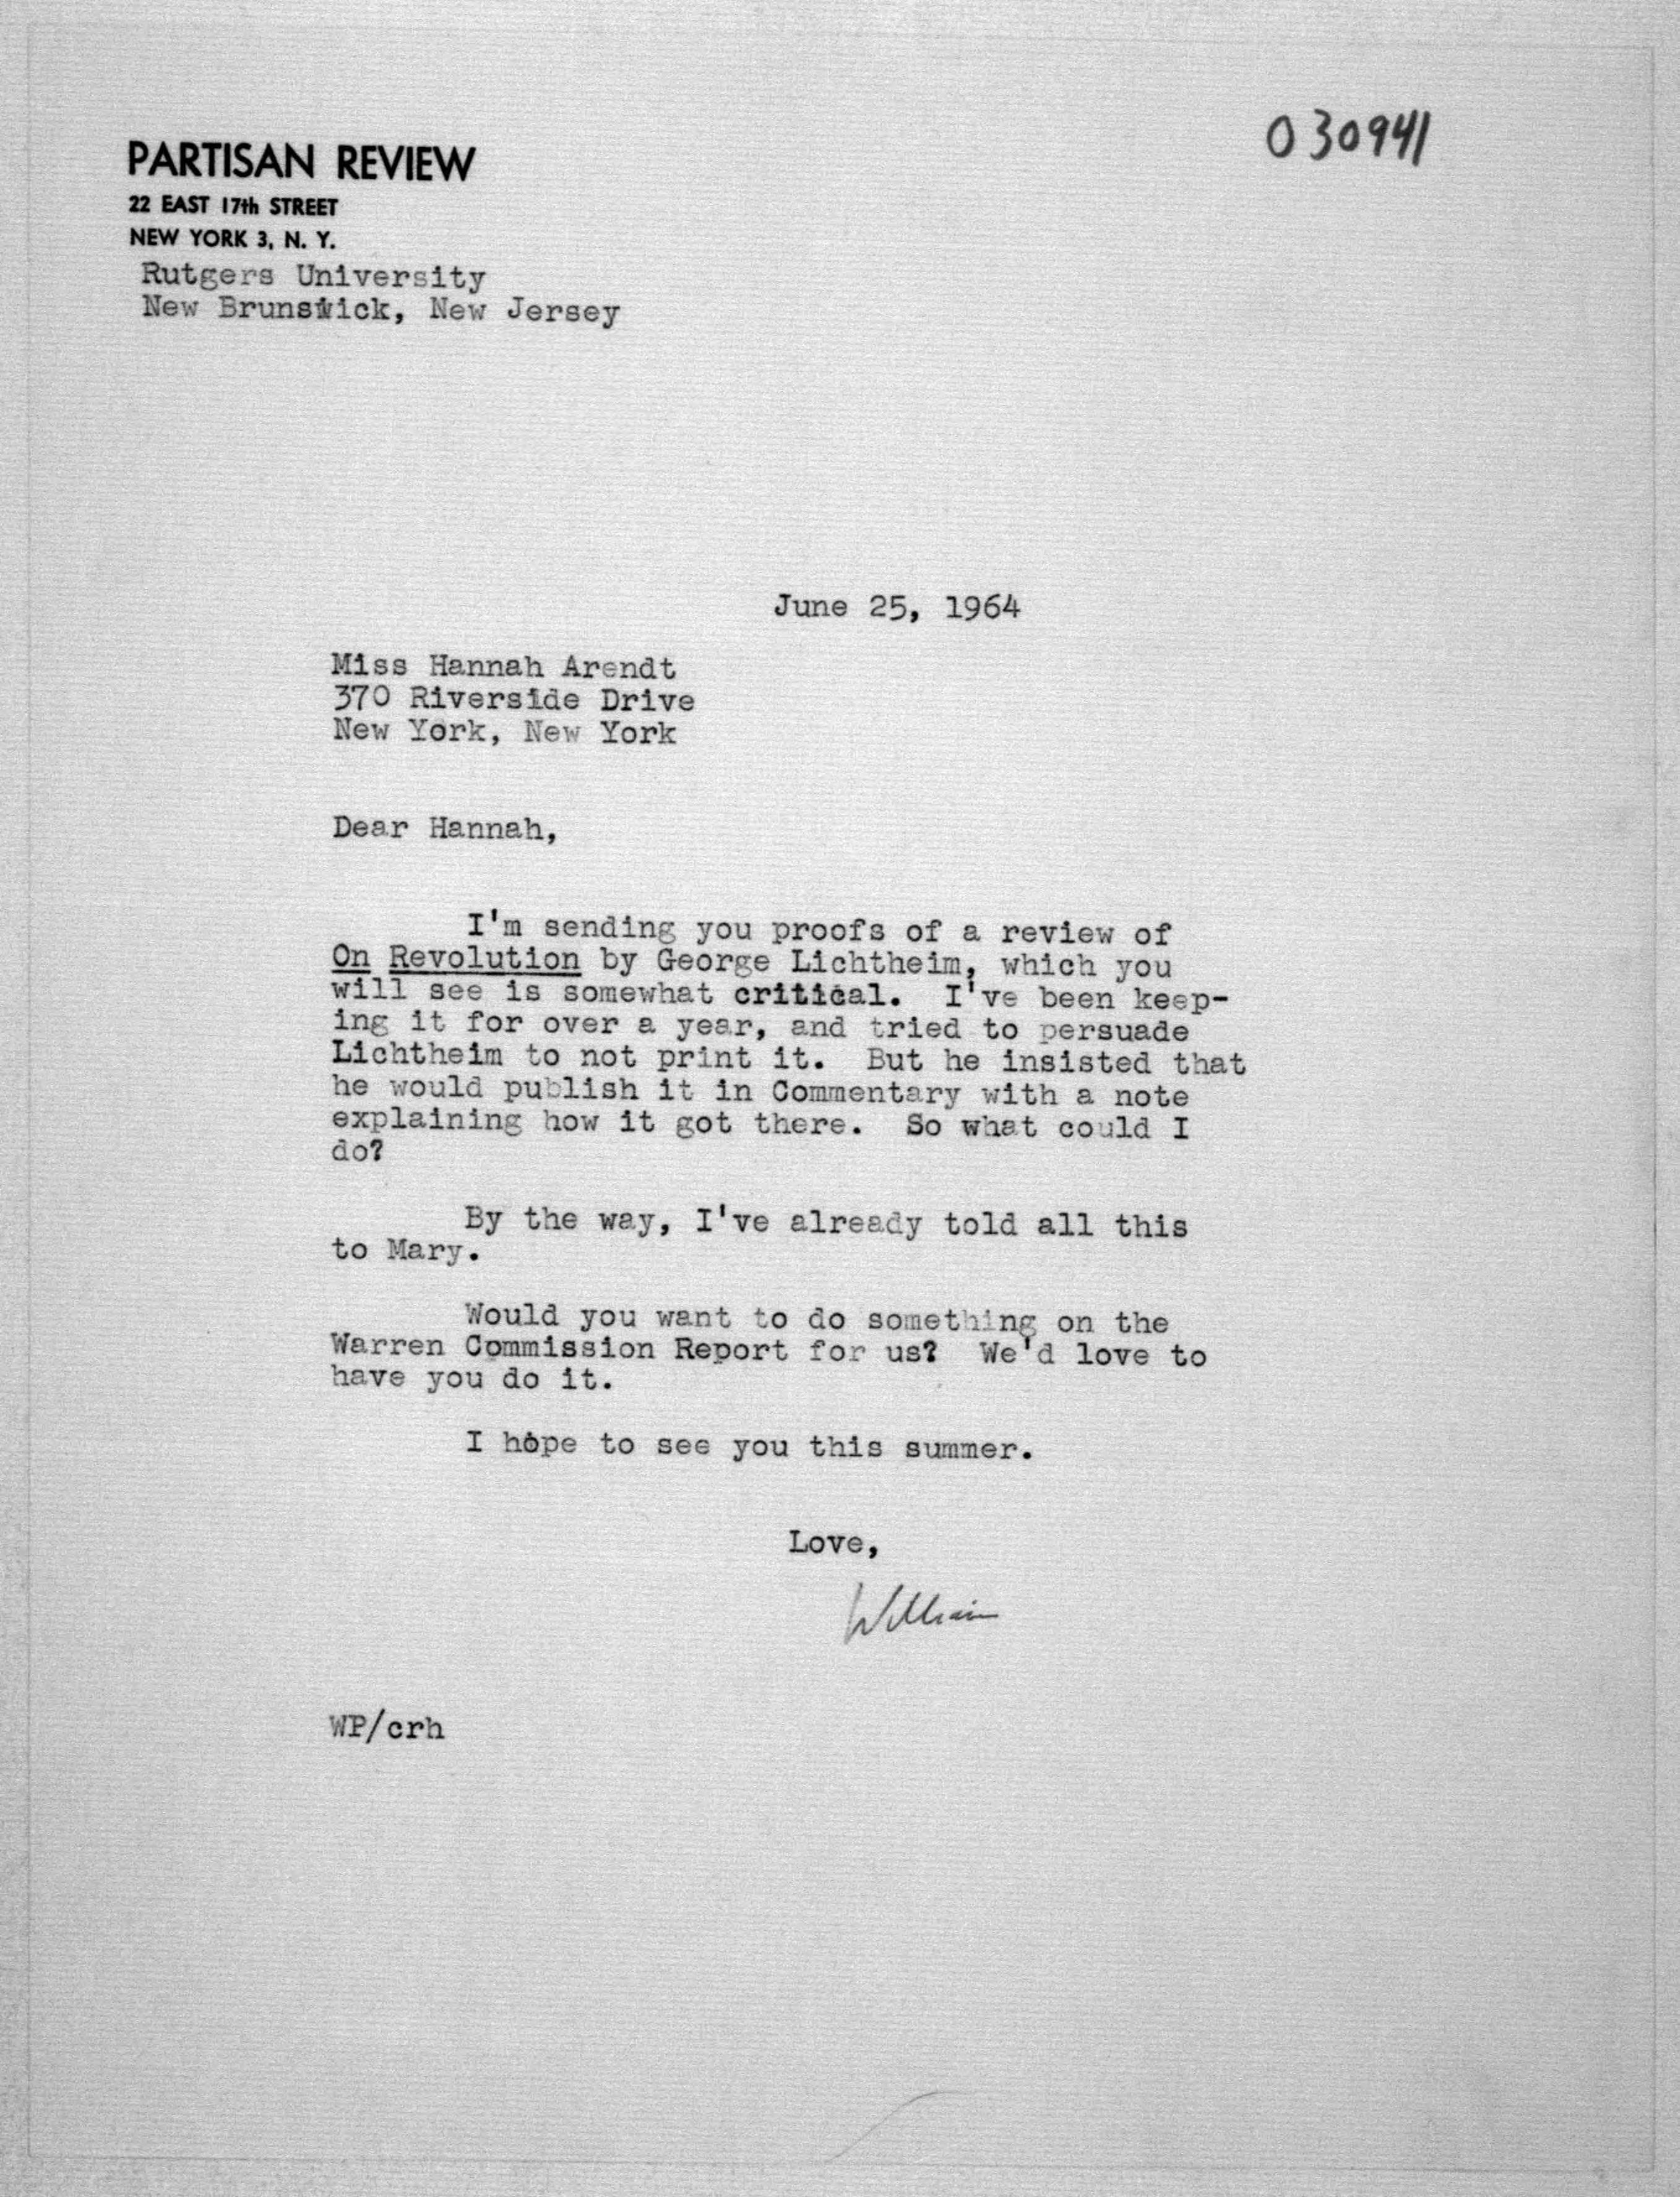 030941
PARTISAN REVIEW
22 EAST 17th STREET
NEW YORK 3, N. Y.
Rutgers University
New Brunswick, New Jersey
June 25, 1964
Miss Hannah Arendt
370 Riverside Drive
New York, New York
Dear Hannah,
I'm sending you proofs of a review of
On Revolution by George Lichtheim, which you
will see is somewhat critical. I've been keep-
ing it for over a year, and tried to persuade
Lichtheim to not print it. But he insisted that
he would publish it in Commentary with a note
explaining how it got there. So what could I
do?
By the way, I've already told all this
to Mary.
Would you want to do something on the
Warren Commission Report for us? We'd love to
have you do it.
I hope to see you this summer.
Love,
William
WP/crh